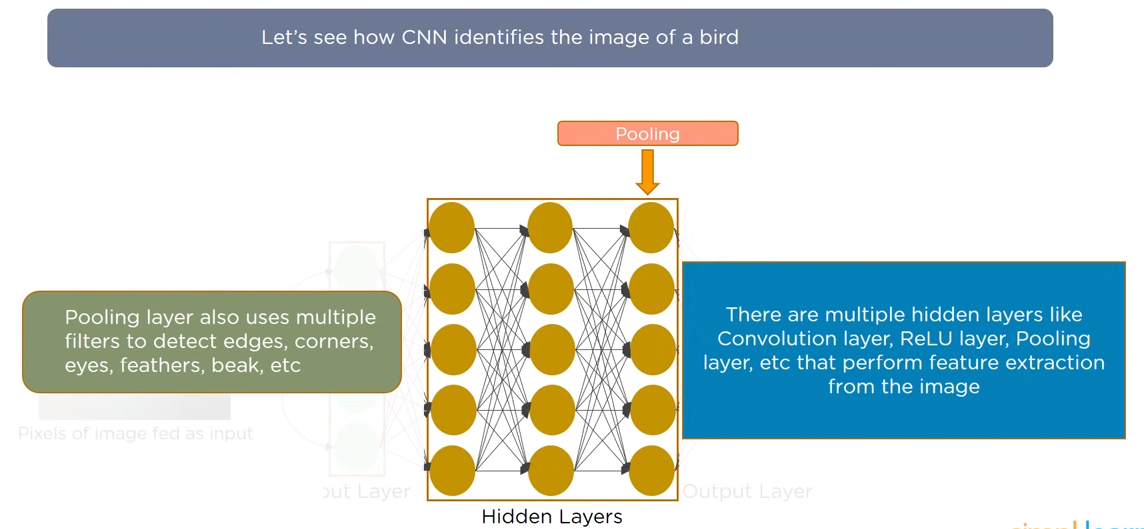 Let's see how CNN identifies the image of a bird
Pooling
Pooling layer also uses multiple
filters to detect edges, corners,
eyes, feathers, beak, etc
There are multiple hidden layers like
Convolution layer, ReLU layer, Pooling
layer, etc that perform feature extraction
from the image
Pixels of image fed as input
Layer
Output Layer
Hidden Layers